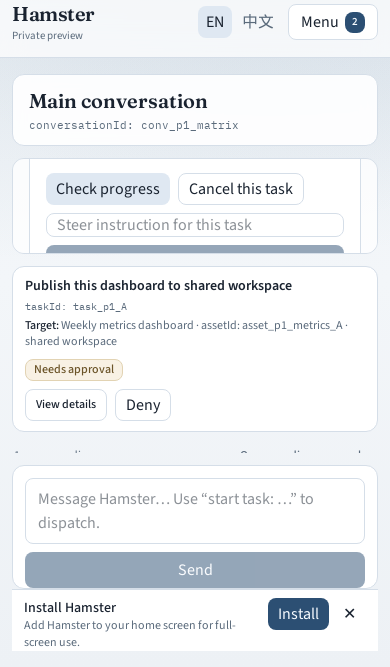 Hamster
Private preview
EN
中文
Menu 2
Main conversation
conversationId: conv_p1_matrix
Check progress
Cancel this task
Steer instruction for this task
Publish this dashboard to shared workspace
taskId: task_p1_A
Target: Weekly metrics dashboard · assetId: asset_p1_metrics_A ·
shared workspace
Needs approval
View details
Deny
Message Hamster… Use “start task: …” to
dispatch.
Send
Install Hamster
Add Hamster to your home screen for full-
screen use.
Install
✕